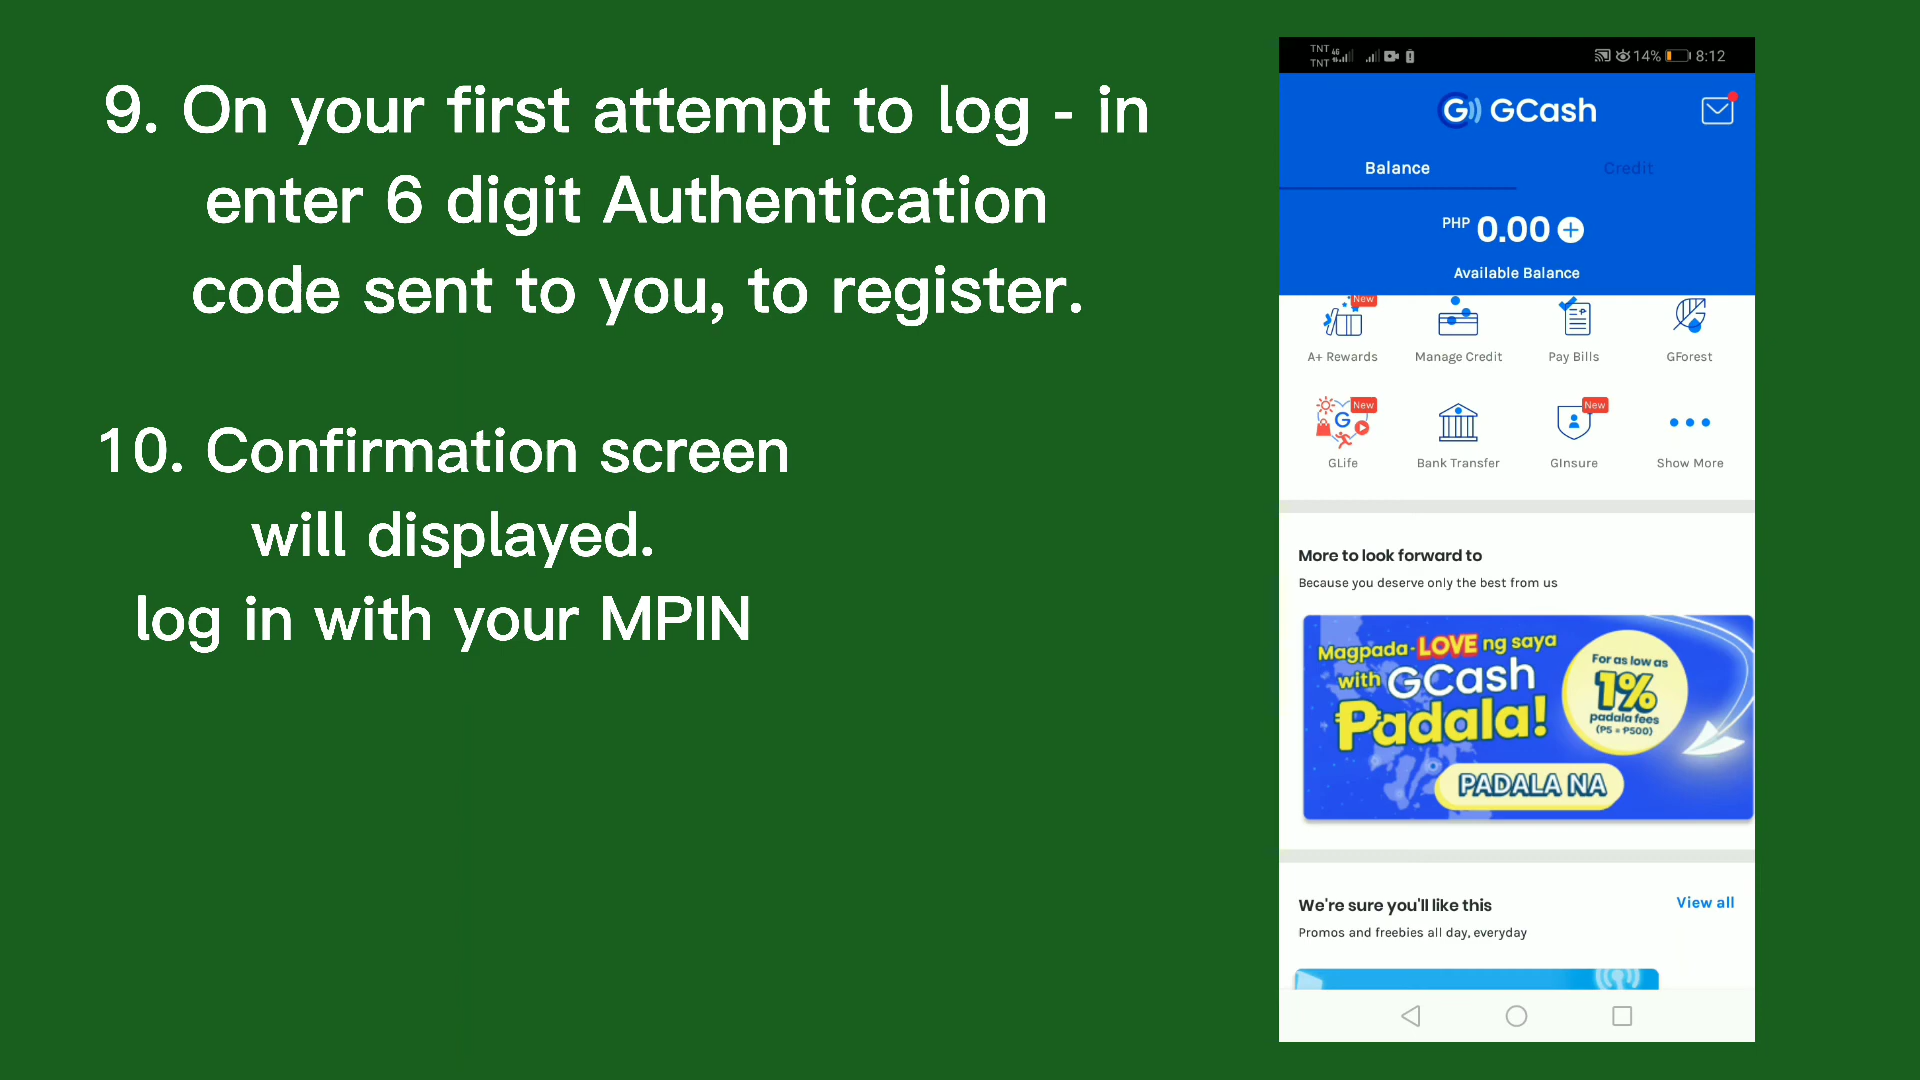 9. On your first attempt to log - in
enter 6 digit Authentication
code sent to you, to register.
10. Confirmation screen
will displayed.
log in with your MPIN
TNT 4G
TNT
14% 8:12
G GCash
Balance Credit
PHP 0.00
Available Balance
New
A+ Rewards Manage Credit Pay Bills GForest
New New
G
GLife Bank Transfer GInsure Show More
More to look forward to
Because you deserve only the best from us
Magpada-LOVE ng saya
with GCash
Padala!
For as low as
1%
padala fees
(P5 = P500)
PADALA NA
We're sure you'll like this View all
Promos and freebies all day, everyday